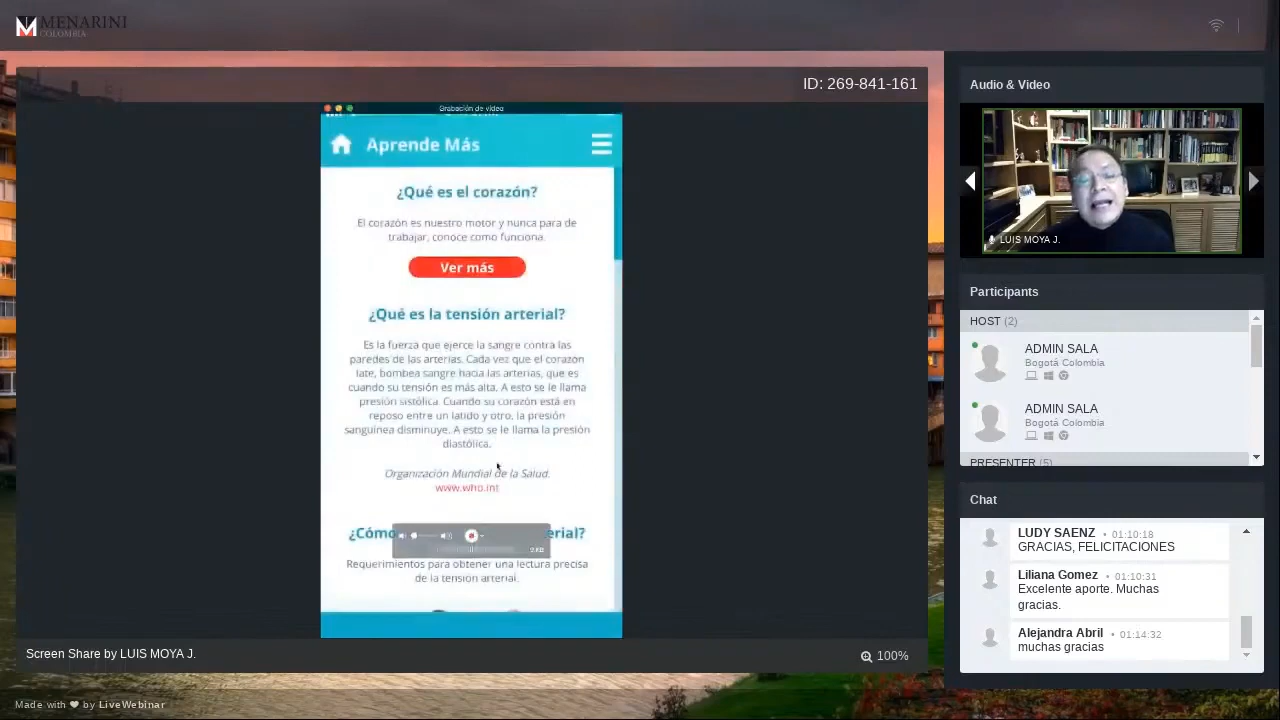 MENARINI
COLOMBIA
ID: 269-841-161
Grabación de vídeo
Aprende Más
¿Qué es el corazón?
El corazón es nuestro motor y nunca para de
trabajar, conoce como funciona.
Ver más
¿Qué es la tensión arterial?
Es la fuerza que ejerce la sangre contra las
paredes de las arterias. Cada vez que el corazón
late, bombea sangre hacia las arterias, que es
cuando su tensión es más alta. A esto se le llama
presión sistólica. Cuando su corazón está en
reposo entre un latido y otro, la presión
sanguínea disminuye. A esto se le llama la presión
diastólica.
Organización Mundial de la Salud.
www.who.int
¿Cómo erial?
Requerimientos para obtener una lectura precisa
de la tensión arterial.
Screen Share by LUIS MOYA J.
100%
Made with by LiveWebinar
Audio & Video
LUIS MOYA J.
Participants
HOST (2)
ADMIN SALA
Bogotá Colombia
ADMIN SALA
Bogotá Colombia
PRESENTER (5)
Chat
LUDY SAENZ • 01:10:18
GRACIAS, FELICITACIONES
Liliana Gomez • 01:10:31
Excelente aporte. Muchas
gracias.
Alejandra Abril • 01:14:32
muchas gracias